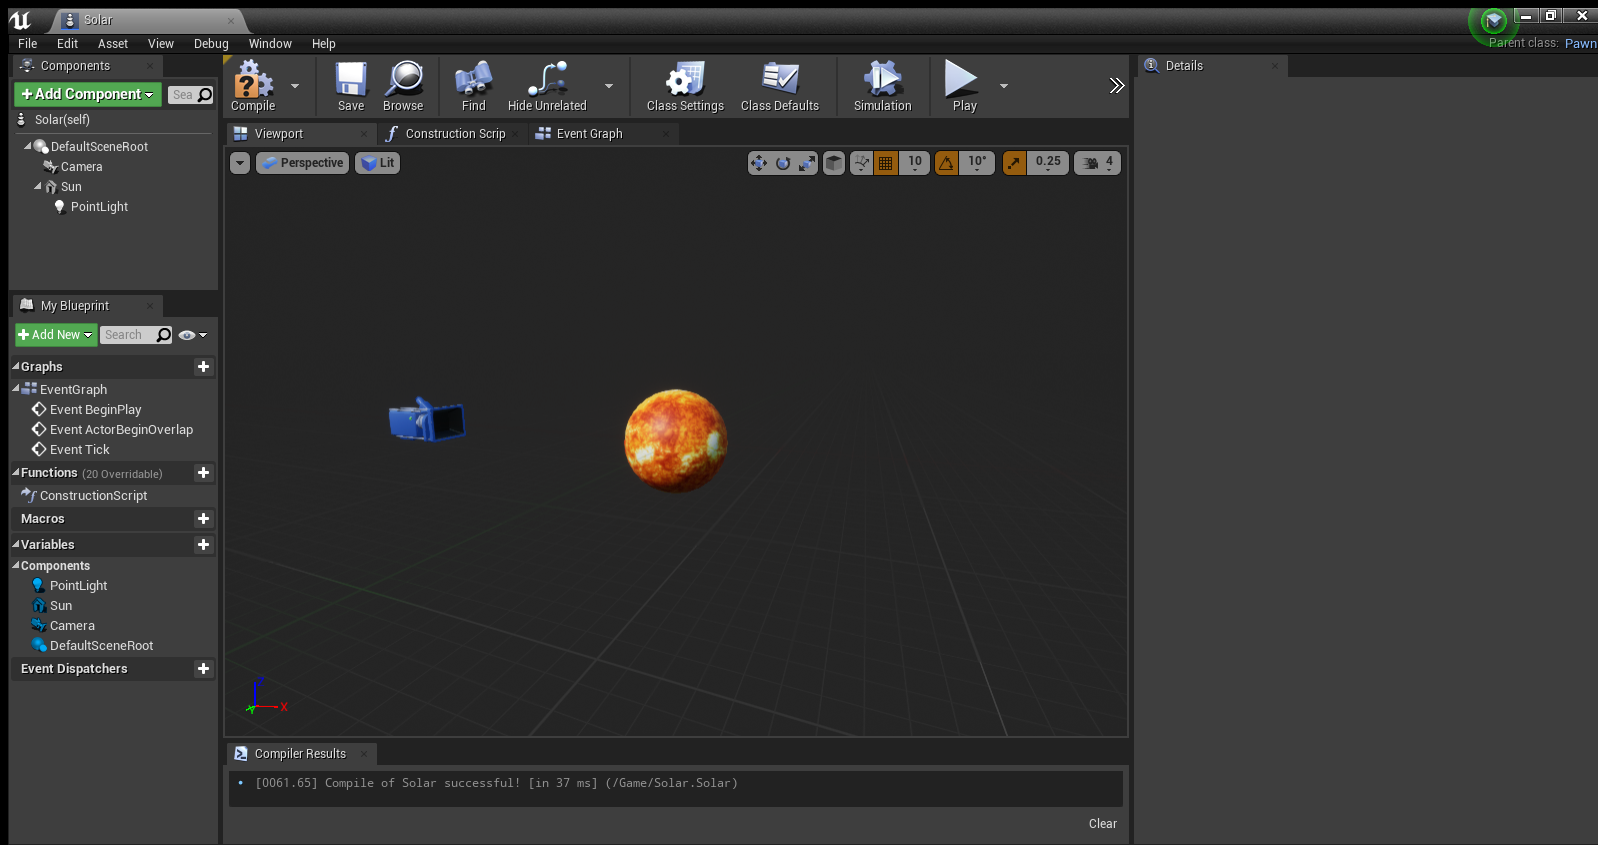 Solar
File Edit Asset View Debug Window Help
Parent class: Pawn
Components
+Add Component
Sea
Solar(self)
DefaultSceneRoot
Camera
Sun
PointLight
My Blueprint
+Add New
Search
Graphs
EventGraph
Event BeginPlay
Event ActorBeginOverlap
Event Tick
Functions (20 Overridable)
ConstructionScript
Macros
Variables
Components
PointLight
Sun
Camera
DefaultSceneRoot
Event Dispatchers
Compile Save Browse Find Hide Unrelated Class Settings Class Defaults Simulation Play
Viewport Construction Scrip Event Graph
Perspective Lit 10 10° 0.25 4
Z
Y
X
Compiler Results
[0061.65] Compile of Solar successful! [in 37 ms] (/Game/Solar.Solar)
Clear
Details